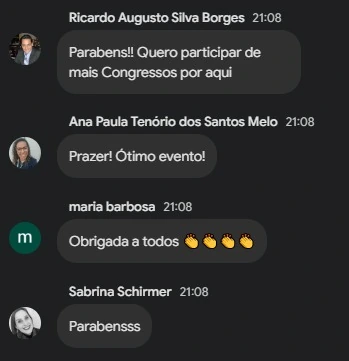 Ricardo Augusto Silva Borges 21:08
Parabens!! Quero participar de
mais Congressos por aqui
Ana Paula Tenório dos Santos Melo 21:08
Prazer! Ótimo evento!
m
maria barbosa 21:08
Obrigada a todos 👏👏👏👏
Sabrina Schirmer 21:08
Parabensss